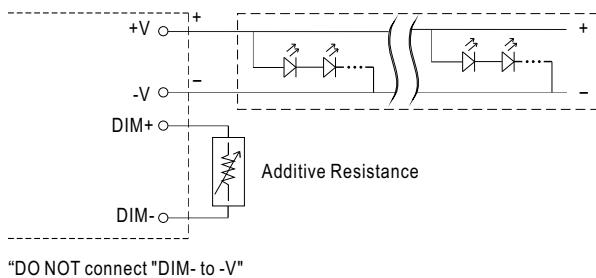 +V
+
+
-V
–
–
DIM+
Additive Resistance
DIM-
“DO NOT connect "DIM- to -V"